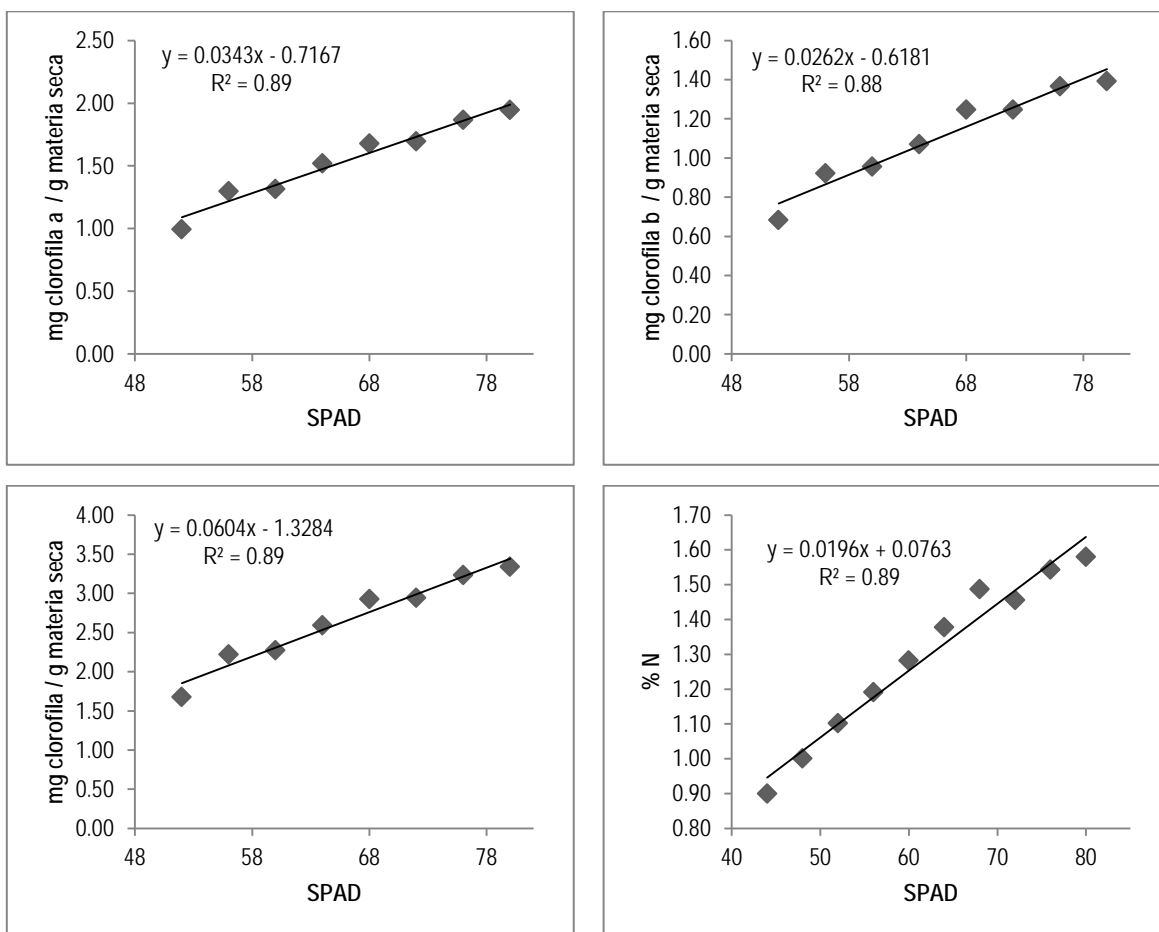 y = 0.0343x - 0.7167
R² = 0.89
mg clorofila a / g materia seca
2.50
2.00
1.50
1.00
0.50
0.00
48 58 68 78
SPAD
y = 0.0262x - 0.6181
R² = 0.88
mg clorofila b / g materia seca
1.60
1.40
1.20
1.00
0.80
0.60
0.40
0.20
0.00
48 58 68 78
SPAD
y = 0.0604x - 1.3284
R² = 0.89
mg clorofila / g materia seca
4.00
3.50
3.00
2.50
2.00
1.50
1.00
0.50
0.00
48 58 68 78
SPAD
y = 0.0196x + 0.0763
R² = 0.89
% N
1.70
1.60
1.50
1.40
1.30
1.20
1.10
1.00
0.90
0.80
40 50 60 70 80
SPAD